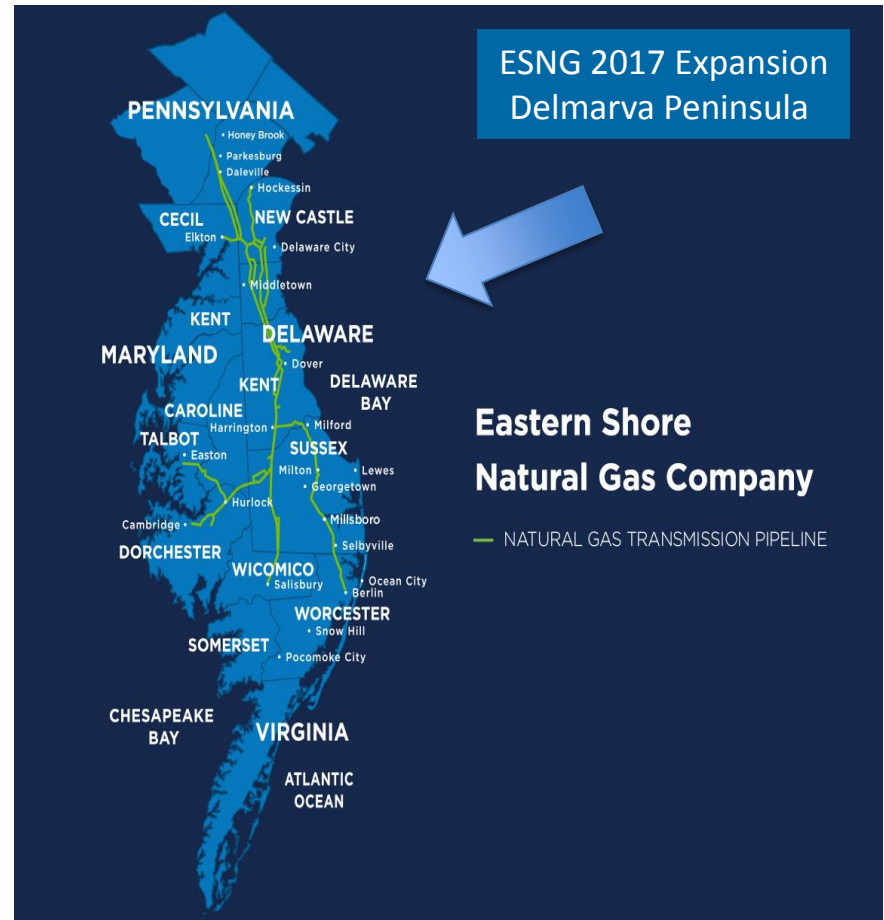 ESNG 2017 Expansion
Delmarva Peninsula
PENNSYLVANIA
Honey Brook
Parkesburg
Daleville
Hockessin
CECIL
NEW CASTLE
Elkton
Delaware City
Middletown
KENT
DELAWARE
MARYLAND
Dover
KENT
DELAWARE
BAY
CAROLINE
Harrington
Milford
TALBOT
SUSSEX
Easton
Milton
Lewes
Georgetown
Hurlock
Cambridge
Millsboro
DORCHESTER
Selbyville
WICOMICO
Salisbury
Ocean City
Berlin
WORCESTER
Snow Hill
SOMERSET
Pocomoke City
CHESAPEAKE
BAY
VIRGINIA
ATLANTIC
OCEAN
Eastern Shore
Natural Gas Company
NATURAL GAS TRANSMISSION PIPELINE